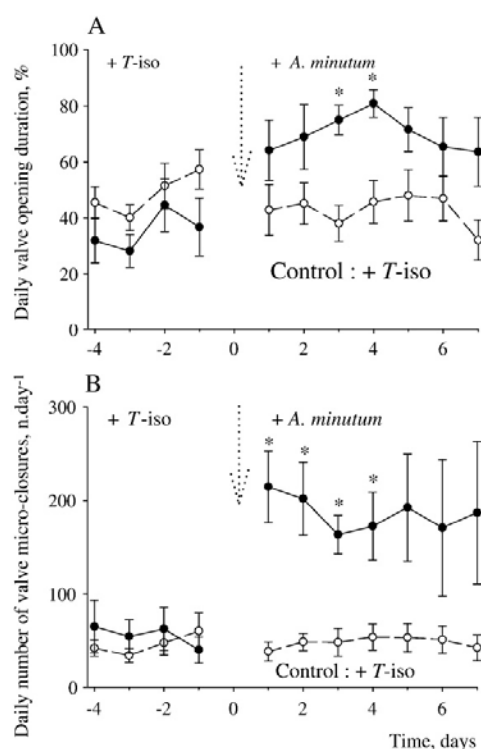 A
+ T-iso
+ A. minutum
* *
Control : + T-iso
Daily valve opening duration, %
100
80
60
40
20
0
-4 -2 0 2 4 6
B
+ T-iso
+ A. minutum
* * * *
Control : + T-iso
Daily number of valve micro-closures, n.day-1
300
200
100
0
-4 -2 0 2 4 6
Time, days